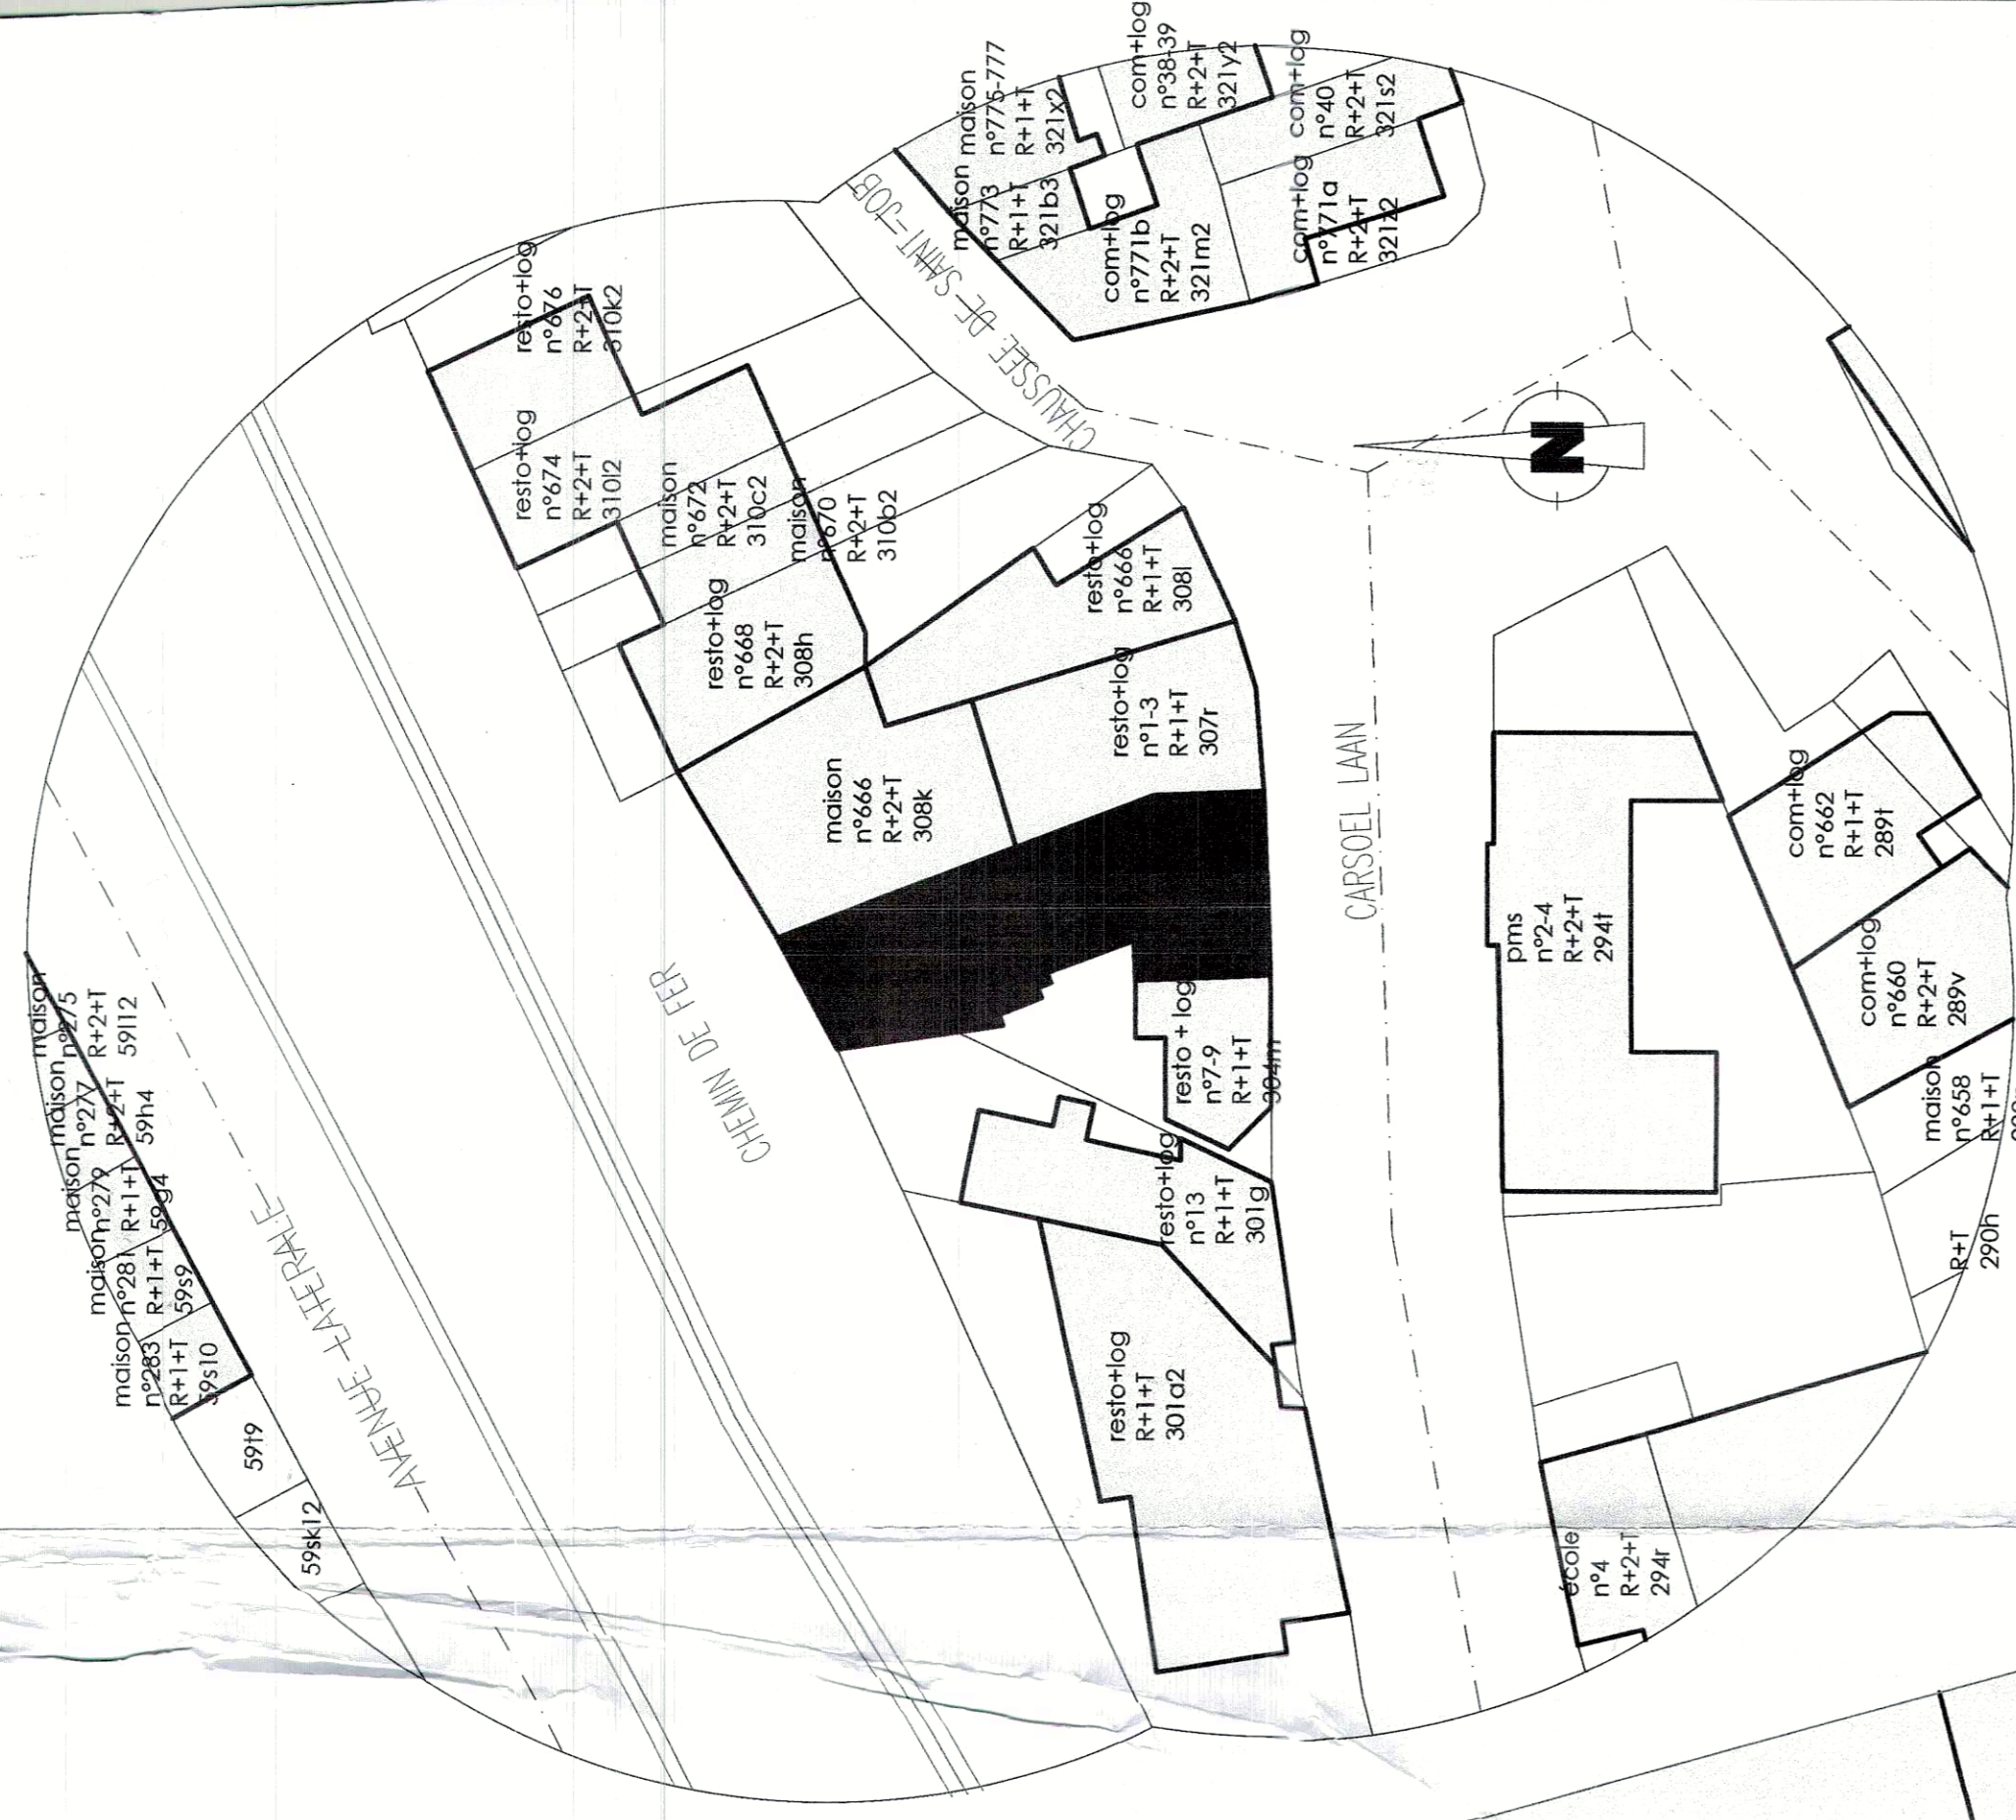 maison
n°275
R+2+T
59l12
maison
n°277
R+2+T
59h4
maison
n°279
R+1+T
59g4
maison
n°281
R+1+T
59s9
maison
n°283
R+1+T
59s10
59t9
59sk12
AVENUE LATERALE
CHEMIN DE FER
CHAUSSEE DE SAINT-JOB
CARSOEL LAAN
N
resto+log
n°676
R+2+T
310k2
resto+log
n°674
R+2+T
310l2
maison
n°672
R+2+T
310c2
maison
n°670
R+2+T
310b2
resto+log
n°668
R+2+T
308h
maison
n°666
R+2+T
308k
resto+log
n°666
R+1+T
308l
resto+log
n°1-3
R+1+T
307r
resto + log
n°7-9
R+1+T
304m
resto+log
n°13
R+1+T
301g
resto+log
R+1+T
301a2
maison
n°775-777
R+1+T
321x2
maison
n°773
R+1+T
321b3
com+log
n°771b
R+2+T
321m2
com+log
n°38-39
R+2+T
321y2
com+log
n°40
R+2+T
321s2
com+log
n°771a
R+2+T
321z2
pms
n°2-4
R+2+T
294t
com+log
n°662
R+1+T
289t
com+log
n°660
R+2+T
289v
maison
n°658
R+1+T
R+T
290h
école
n°4
R+2+T
294r